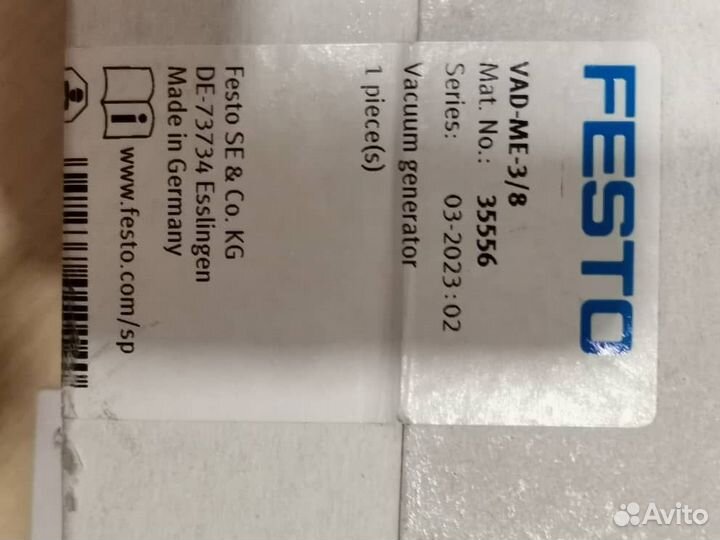 FESTO
VAD-ME-3/8
Mat. No.: 35556
Series: 03-2023:02
Vacuum generator
1 piece(s)
Festo SE & Co. KG
DE-73734 Esslingen
Made in Germany
i www.festo.com/sp
Avito